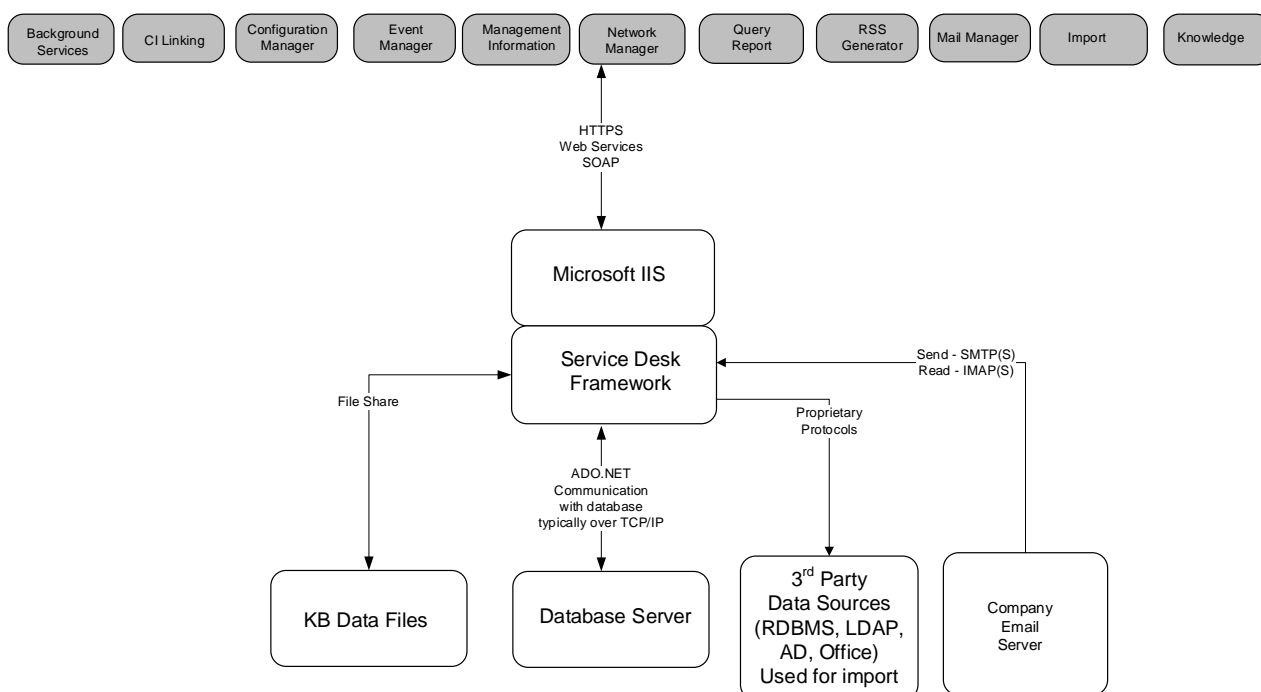 Background
Services
CI Linking
Configuration
Manager
Event
Manager
Management
Information
Network
Manager
Query
Report
RSS
Generator
Mail Manager
Import
Knowledge
HTTPS
Web Services
SOAP
Microsoft IIS
Service Desk
Framework
Send - SMTP(S)
Read - IMAP(S)
File Share
Proprietary
Protocols
ADO.NET
Communication
with database
typically over TCP/IP
KB Data Files
Database Server
3rd Party
Data Sources
(RDBMS, LDAP,
AD, Office)
Used for import
Company
Email
Server